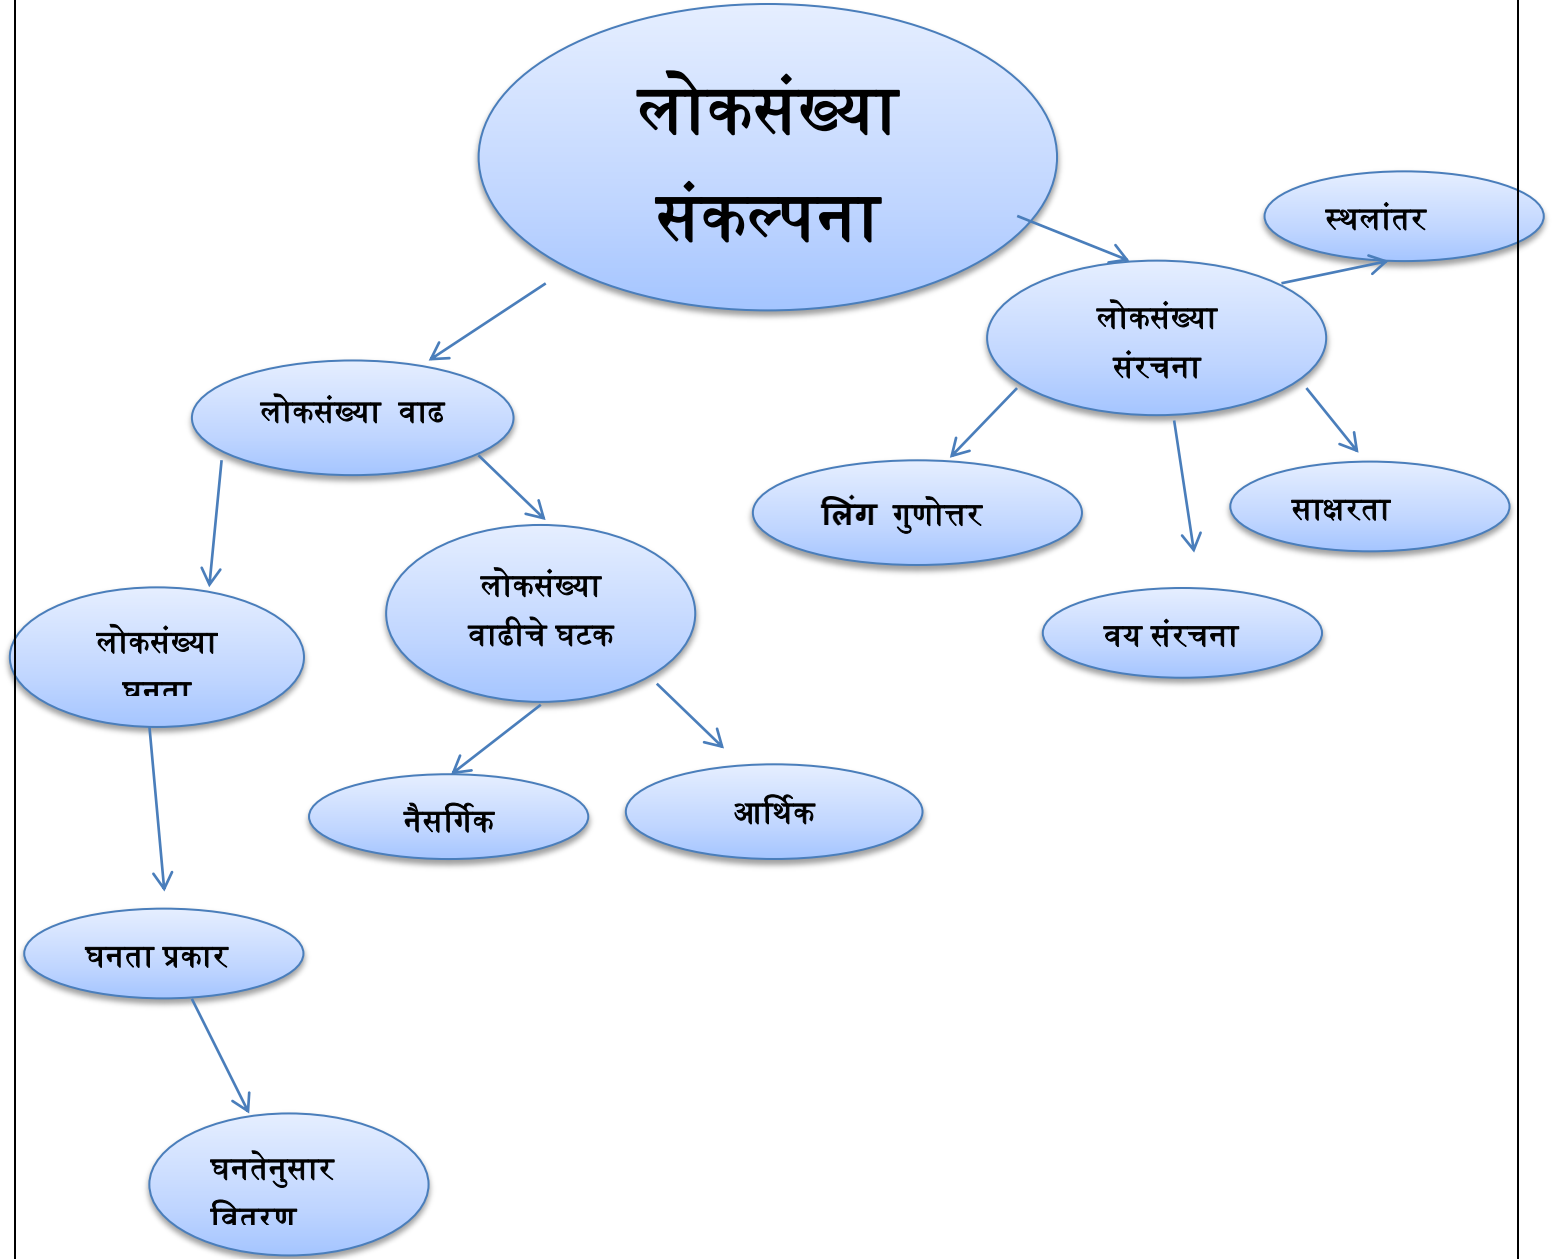 लोकसंख्या
संकल्पना
स्थलांतर
लोकसंख्या
संरचना
लोकसंख्या वाढ
लिंग गुणोत्तर
साक्षरता
लोकसंख्या
वाढीचे घटक
वय संरचना
लोकसंख्या
घनता
नैसर्गिक
आर्थिक
घनता प्रकार
घनतेनुसार
वितरण